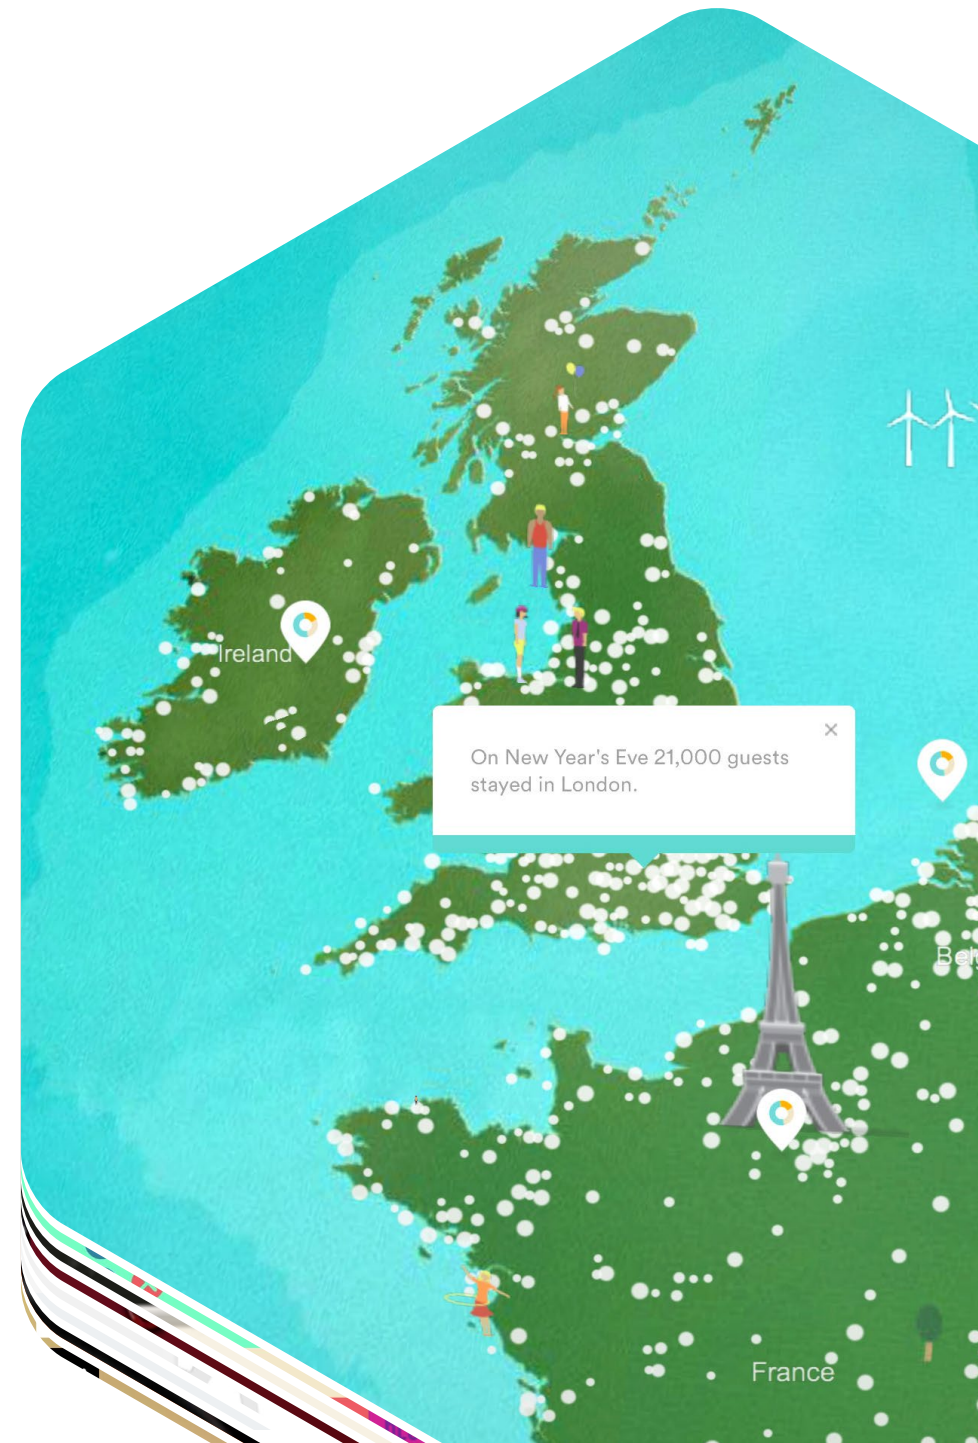 Ireland
On New Year's Eve 21,000 guests
stayed in London.
France